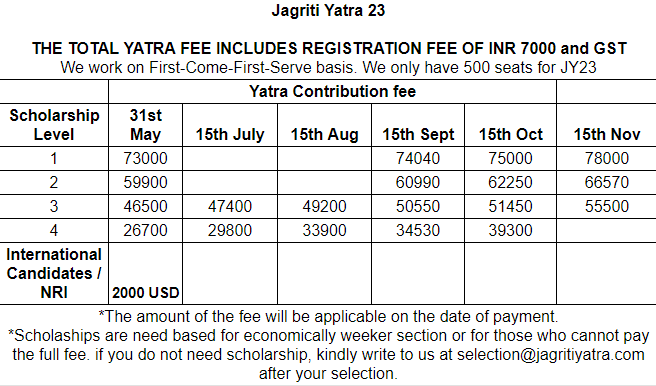 Jagriti Yatra 23
THE TOTAL YATRA FEE INCLUDES REGISTRATION FEE OF INR 7000 and GST
We work on First-Come-First-Serve basis. We only have 500 seats for JY23
Yatra Contribution fee
Scholarship Level 31st May 15th July 15th Aug 15th Sept 15th Oct 15th Nov
1 73000 74040 75000 78000
2 59900 60990 62250 66570
3 46500 47400 49200 50550 51450 55500
4 26700 29800 33900 34530 39300
International
Candidates /
NRI 2000 USD
*The amount of the fee will be applicable on the date of payment.
*Scholaships are need based for economically weeker section or for those who cannot pay
the full fee. if you do not need scholarship, kindly write to us at selection@jagritiyatra.com
after your selection.